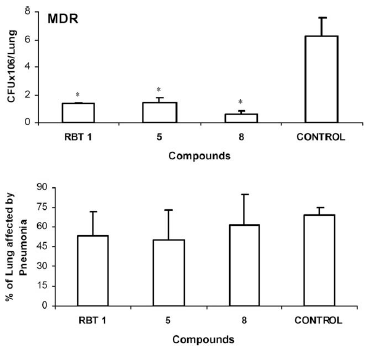 MDR
CFUx106/Lung
8
6
4
2
0
*
*
*
RBT 1 5 8 CONTROL
Compounds
% of Lung affected by
Pneumonia
90
75
60
45
30
15
0
RBT 1 5 8 CONTROL
Compounds